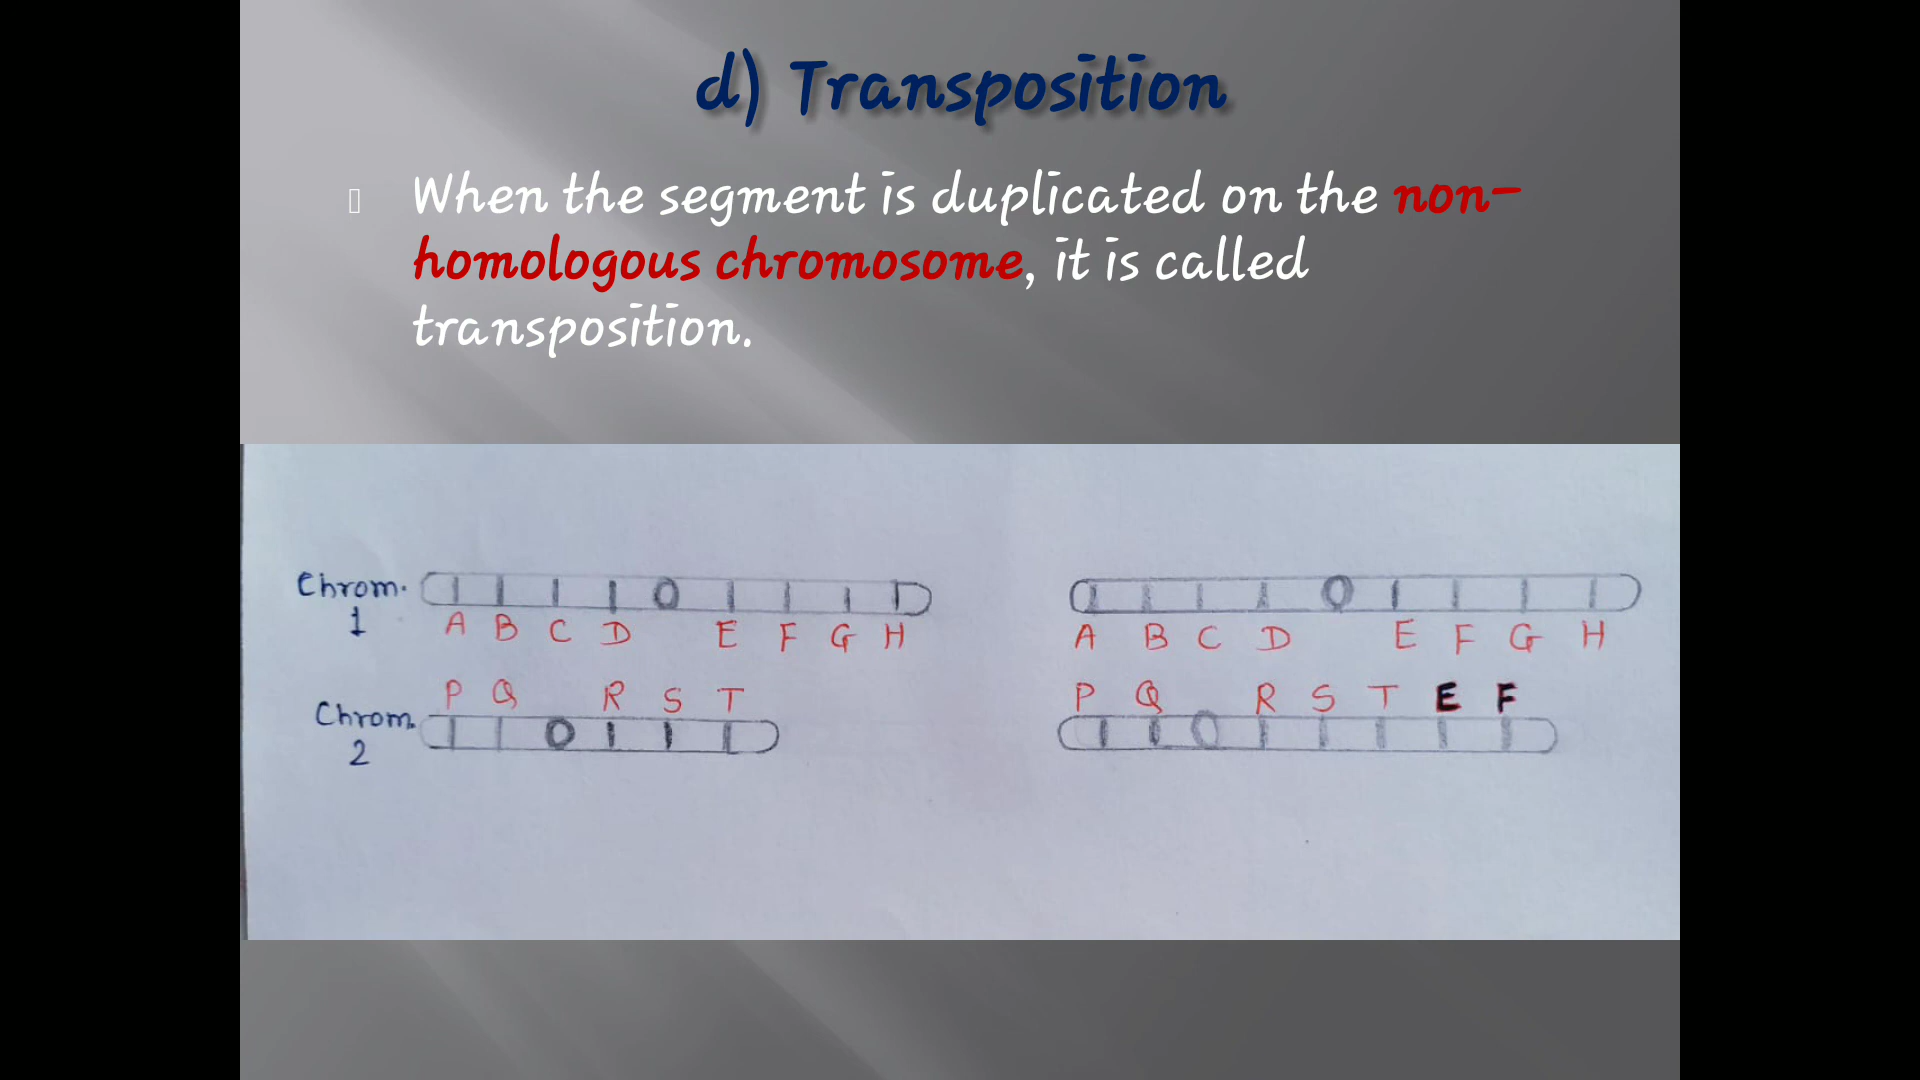 d) Transposition
When the segment is duplicated on the non-
homologous chromosome, it is called
transposition.
Chrom. 1
A B C D E F G H
P Q R S T
Chrom. 2
A B C D E F G H
P Q R S T E F